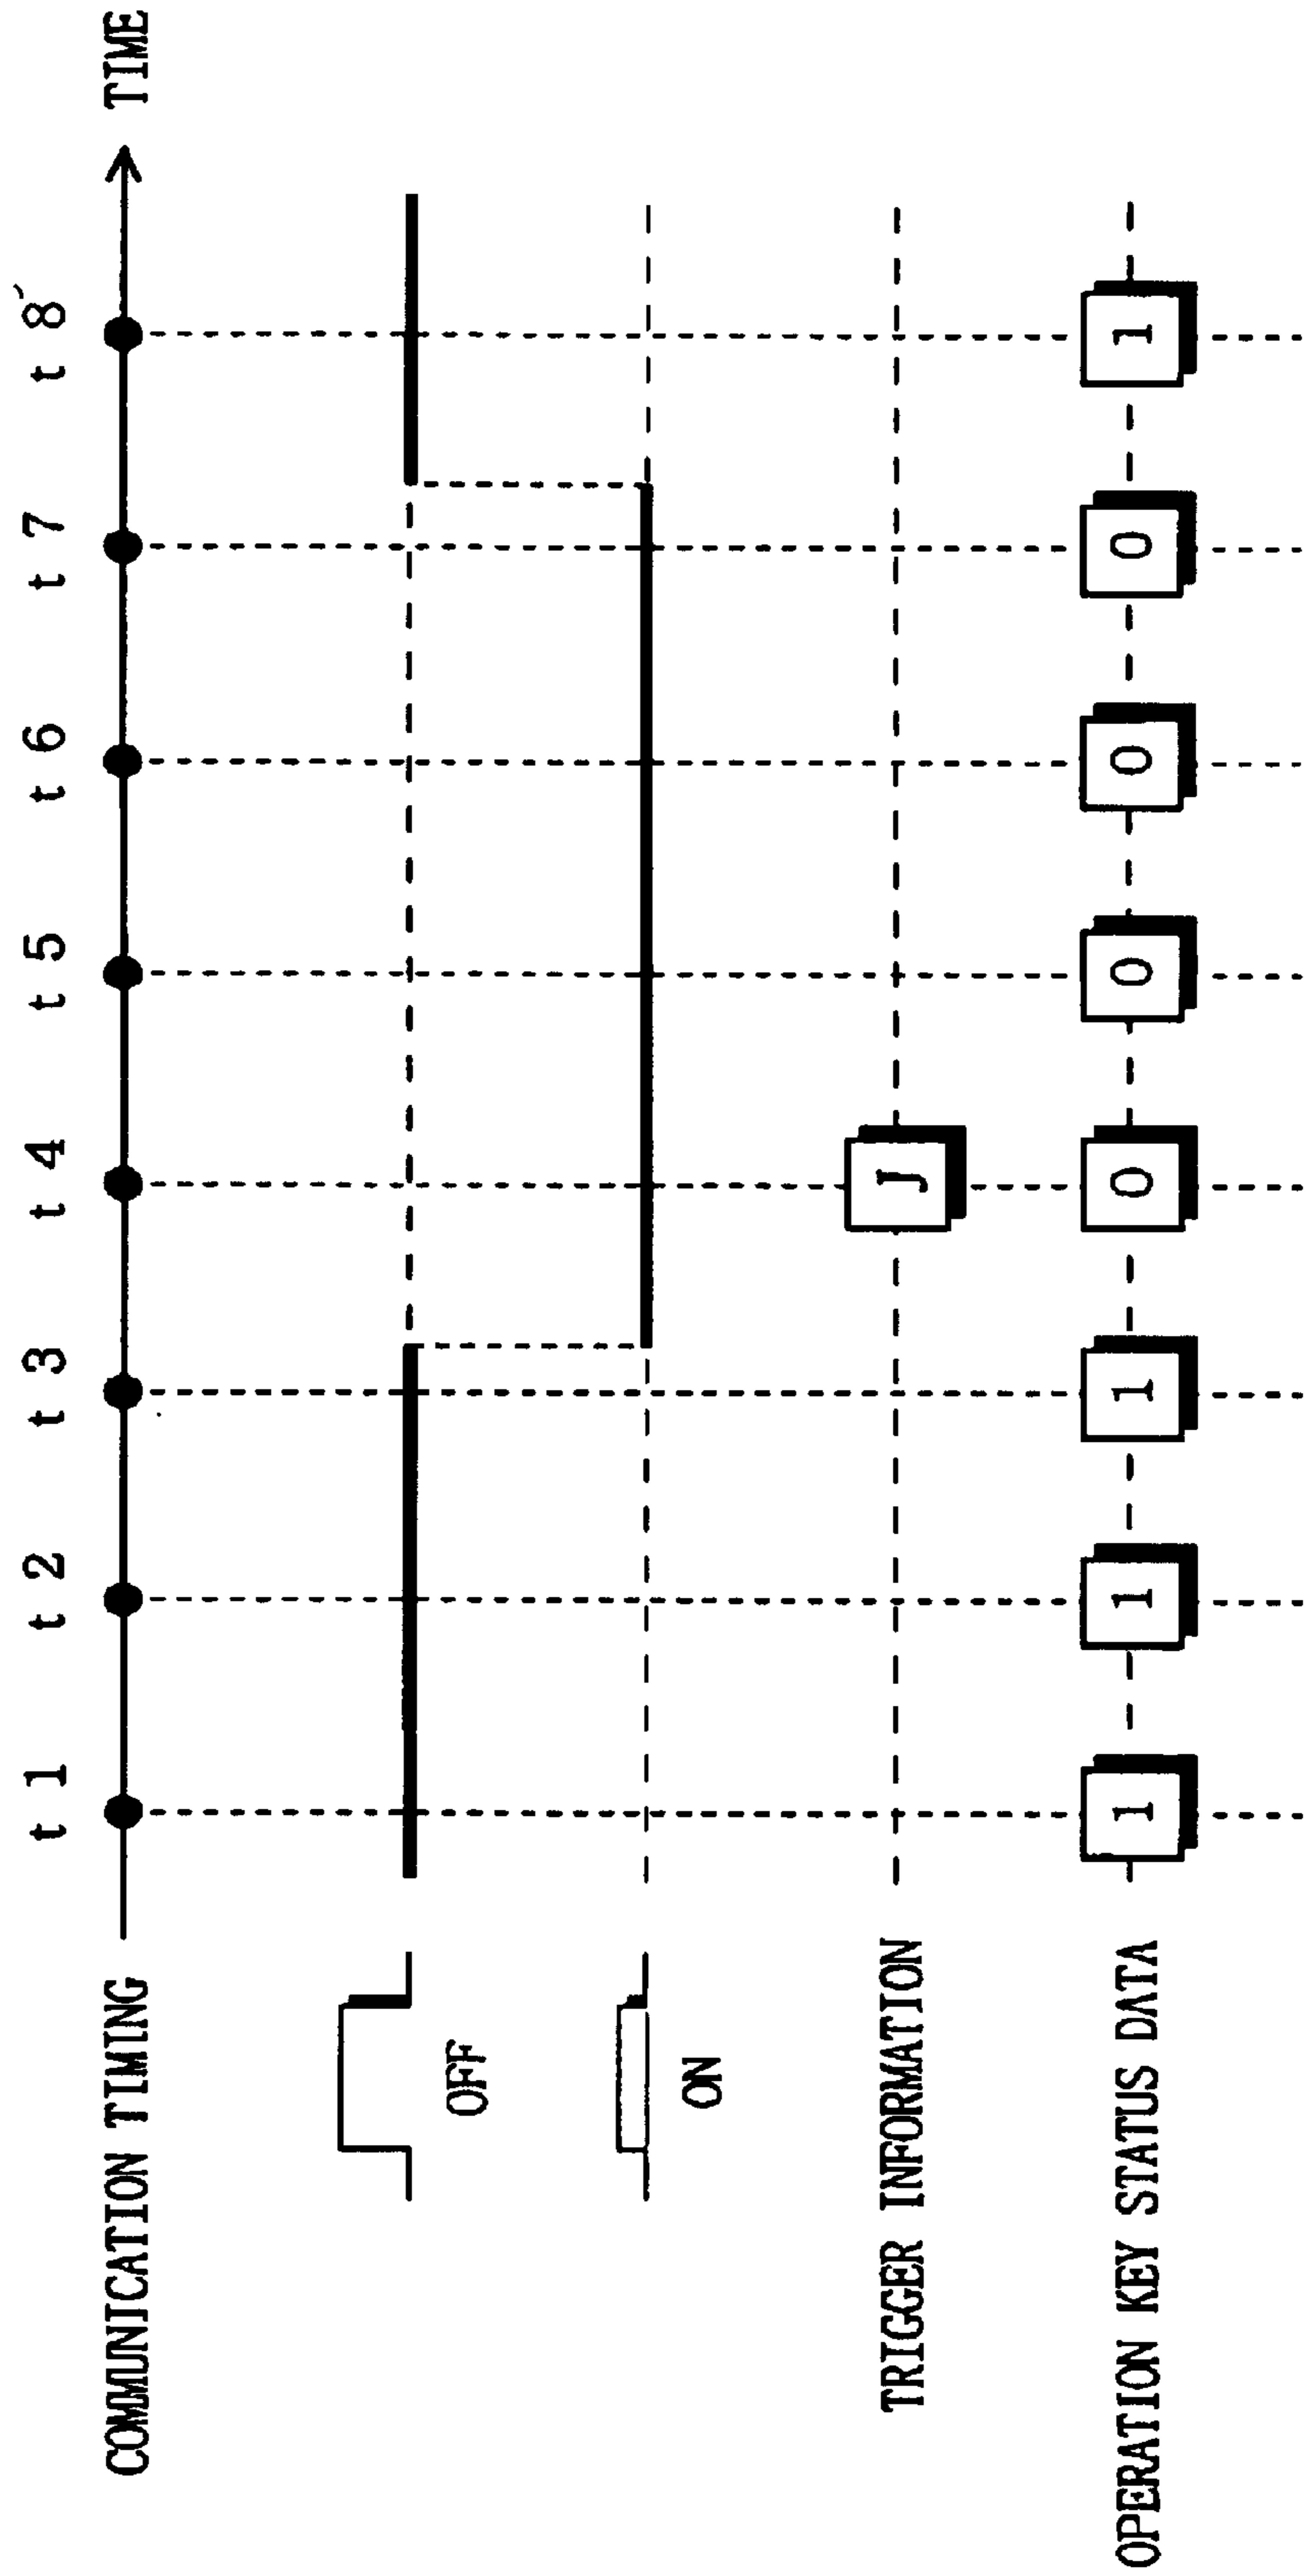 t 1 t 2 t 3 t 4 t 5 t 6 t 7 t 8
COMMUNICATION TIMING TIME
OFF
ON
TRIGGER INFORMATION J
OPERATION KEY STATUS DATA 1 1 1 0 0 0 0 1